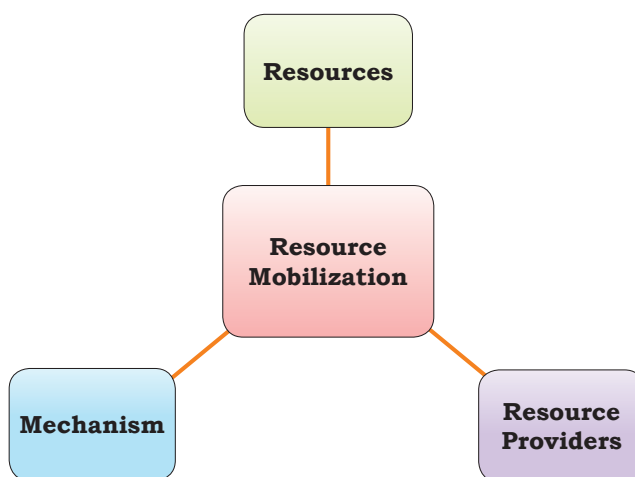 Resources
Resource
Mobilization
Mechanism
Resource
Providers